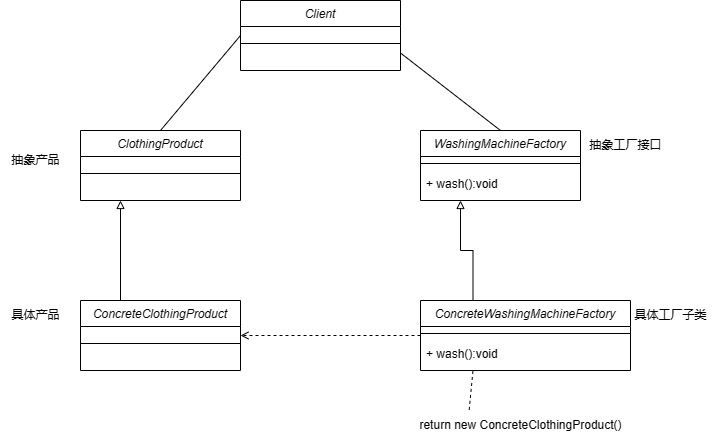 Client
ClothingProduct
抽象产品
WashingMachineFactory
+ wash():void
抽象工厂接口
具体产品
ConcreteClothingProduct
ConcreteWashingMachineFactory
+ wash():void
具体工厂子类
return new ConcreteClothingProduct()